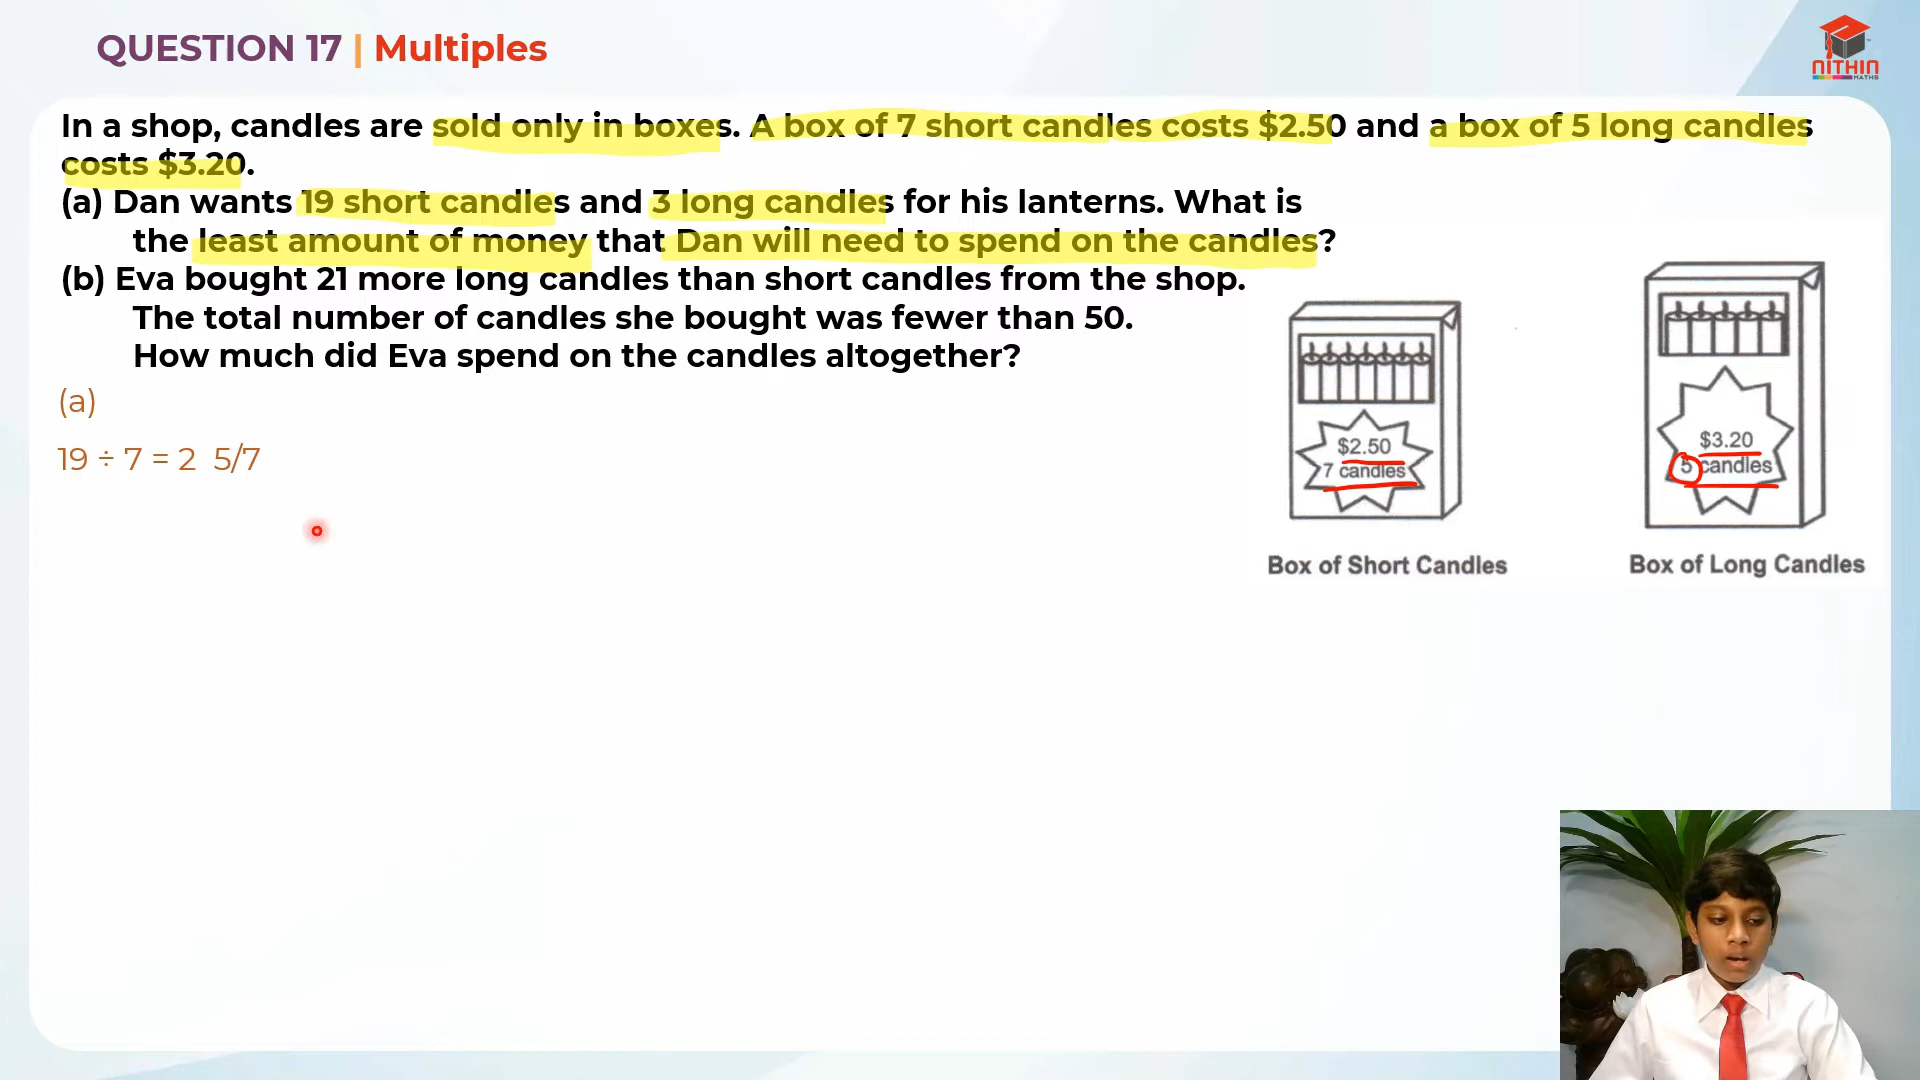 QUESTION 17 | Multiples
NITHIN
MATHS
In a shop, candles are sold only in boxes. A box of 7 short candles costs $2.50 and a box of 5 long candles
costs $3.20.
(a) Dan wants 19 short candles and 3 long candles for his lanterns. What is
the least amount of money that Dan will need to spend on the candles?
(b) Eva bought 21 more long candles than short candles from the shop.
The total number of candles she bought was fewer than 50.
How much did Eva spend on the candles altogether?
(a)
19 ÷ 7 = 2 5/7
$2.50
7 candles
Box of Short Candles
$3.20
5 candles
Box of Long Candles